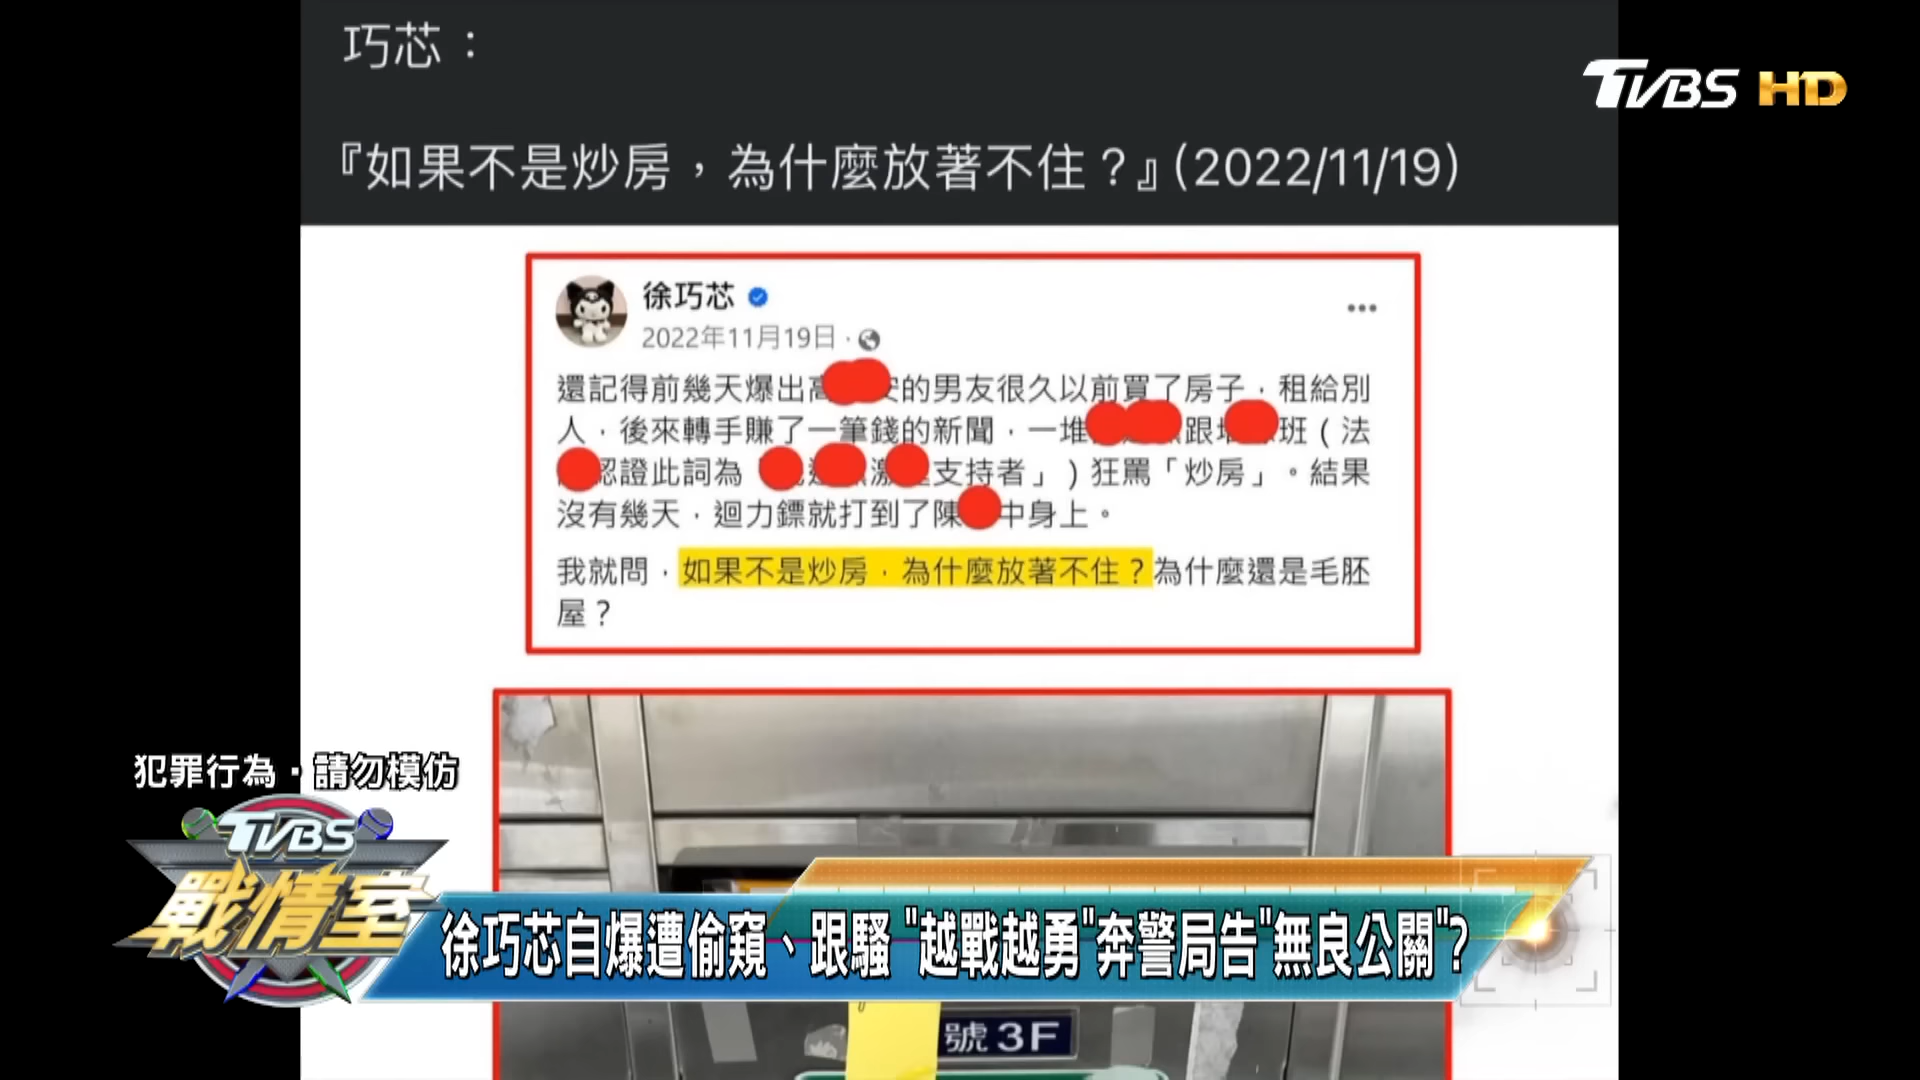 巧芯：
TVBS HD
『如果不是炒房，為什麼放著不住？』(2022/11/19)
徐巧芯
2022年11月19日 ·
還記得前幾天爆出高 的男友很久以前買了房子，租給別
人，後來轉手賺了一筆錢的新聞，一堆 跟 班（法
認證此詞為「 支持者」）狂罵「炒房」。結果
沒有幾天，迴力鏢就打到了陳 中身上。
我就問，如果不是炒房，為什麼放著不住？為什麼還是毛胚
屋？
犯罪行為·請勿模仿
TVBS
戰情室
徐巧芯自爆遭偷窺、跟騷"越戰越勇"奔警局告"無良公關"?
號3F